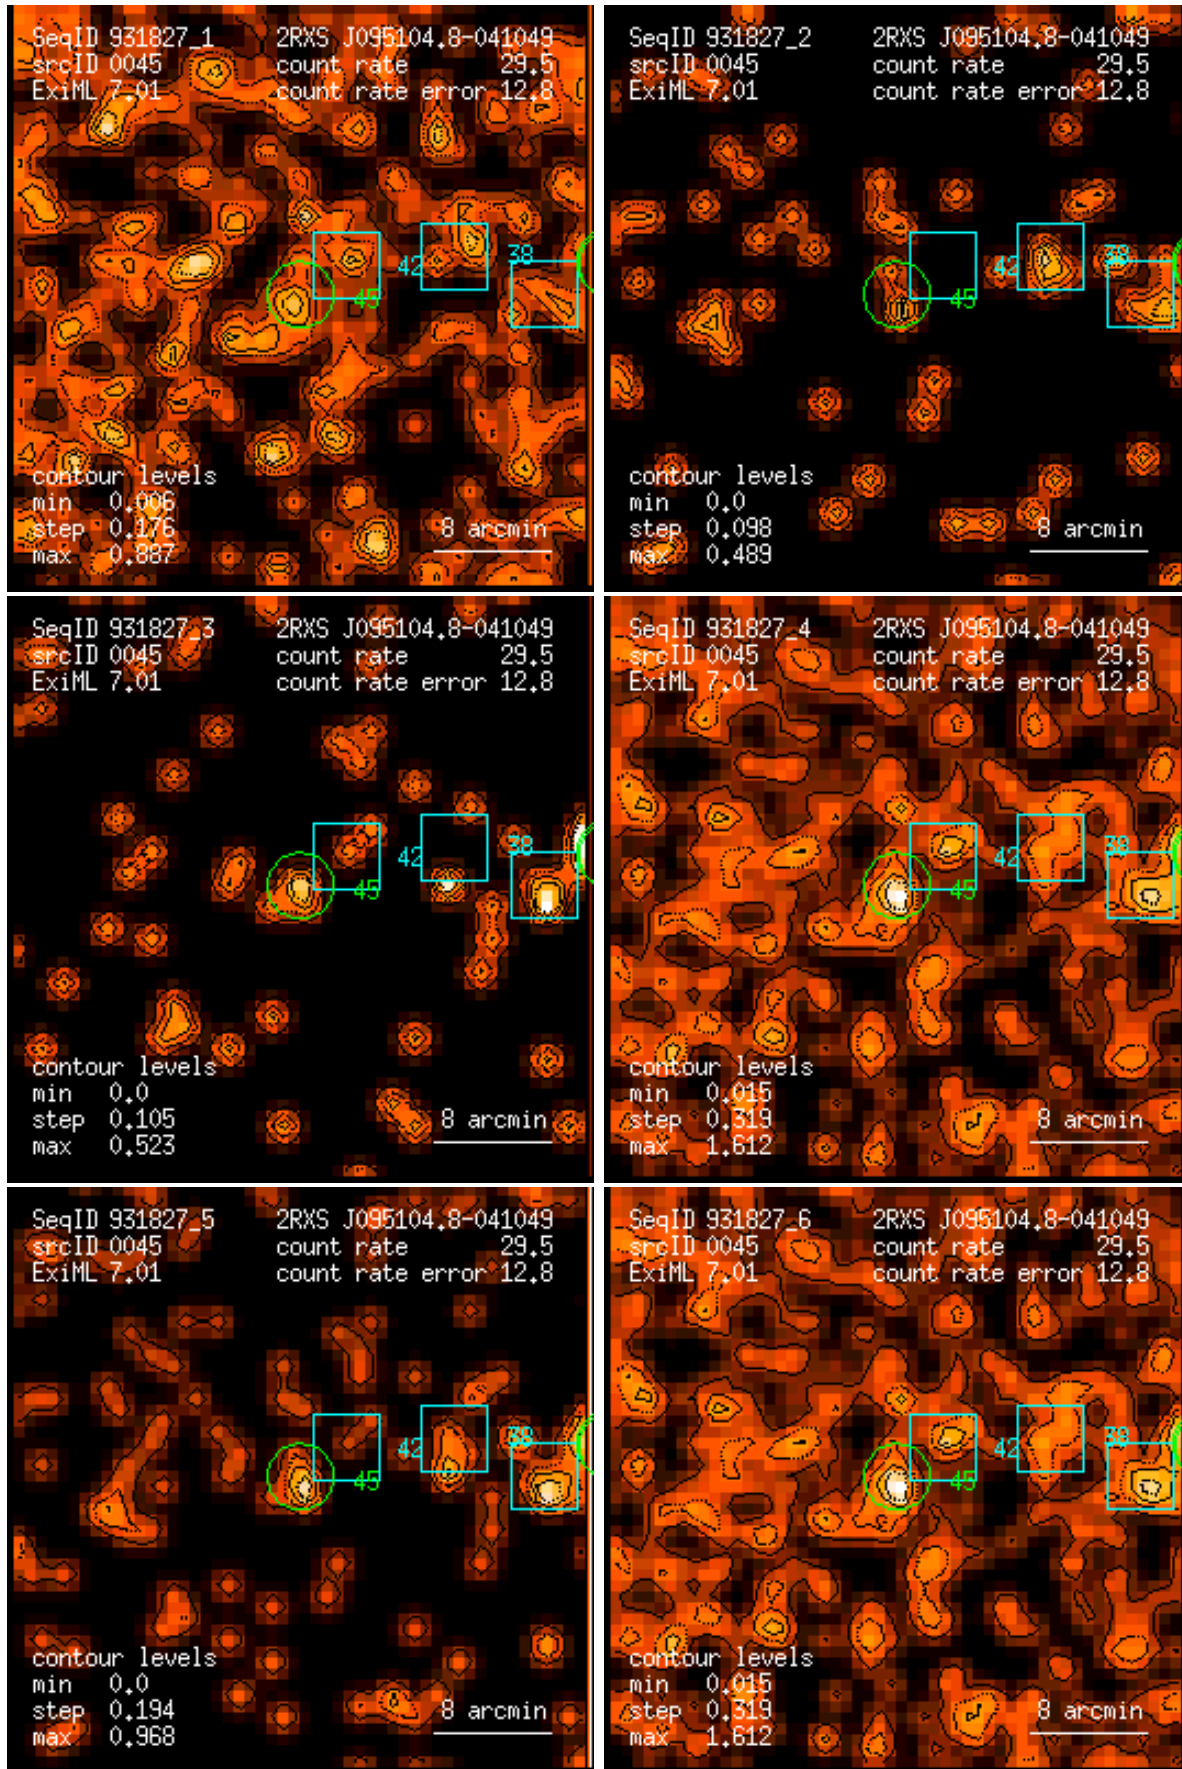 SeqID 931827_1 2RXS J095104.8-041049
srcID 0045 count rate 29.5
ExiML 7.01 count rate error 12.8
38
42
45
contour levels
min 0.006
step 0.176 8 arcmin
max 0.887
SeqID 931827_2 2RXS J095104.8-041049
srcID 0045 count rate 29.5
ExiML 7.01 count rate error 12.8
38
42
45
contour levels
min 0.0
step 0.098 8 arcmin
max 0.489
SeqID 931827_3 2RXS J095104.8-041049
srcID 0045 count rate 29.5
ExiML 7.01 count rate error 12.8
38
42
45
contour levels
min 0.0
step 0.105 8 arcmin
max 0.523
SeqID 931827_4 2RXS J095104.8-041049
srcID 0045 count rate 29.5
ExiML 7.01 count rate error 12.8
38
42
45
contour levels
min 0.015
step 0.319 8 arcmin
max 1.612
SeqID 931827_5 2RXS J095104.8-041049
srcID 0045 count rate 29.5
ExiML 7.01 count rate error 12.8
38
42
45
contour levels
min 0.0
step 0.194 8 arcmin
max 0.968
SeqID 931827_6 2RXS J095104.8-041049
srcID 0045 count rate 29.5
ExiML 7.01 count rate error 12.8
38
42
45
contour levels
min 0.015
step 0.319 8 arcmin
max 1.612